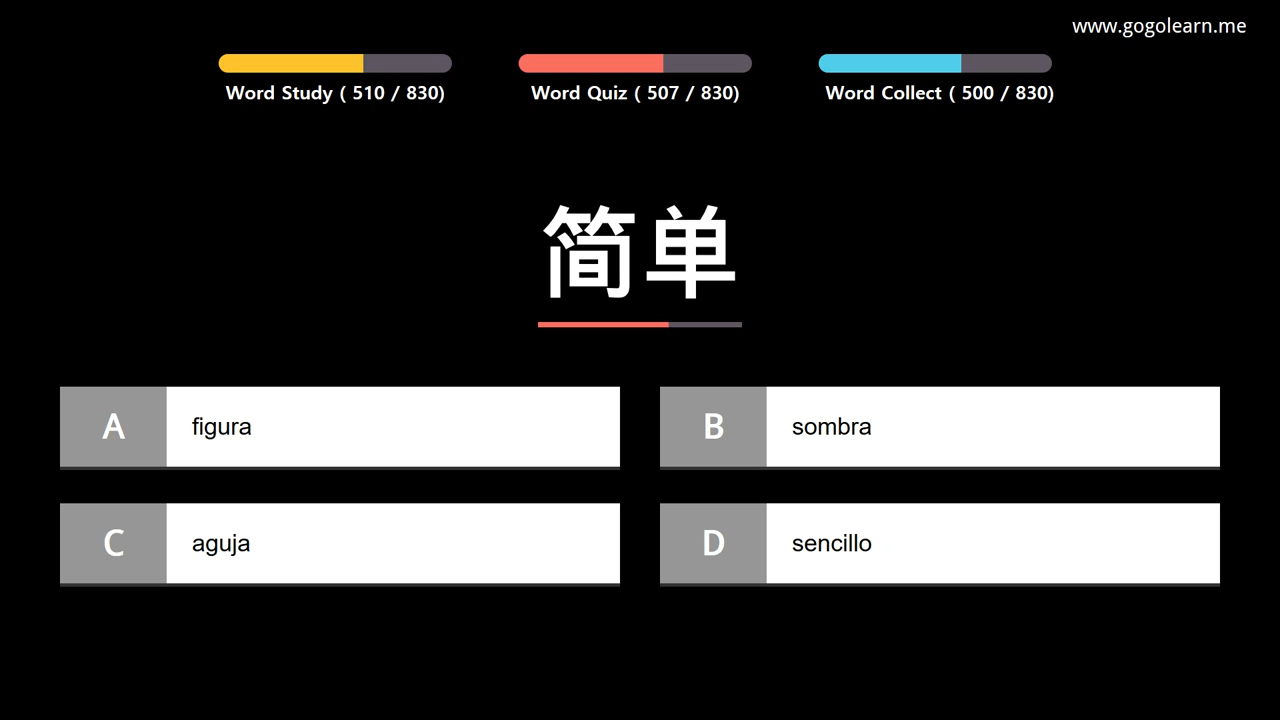 www.gogolearn.me
Word Study ( 510 / 830)
Word Quiz ( 507 / 830)
Word Collect ( 500 / 830)
简单
A figura
B sombra
C aguja
D sencillo